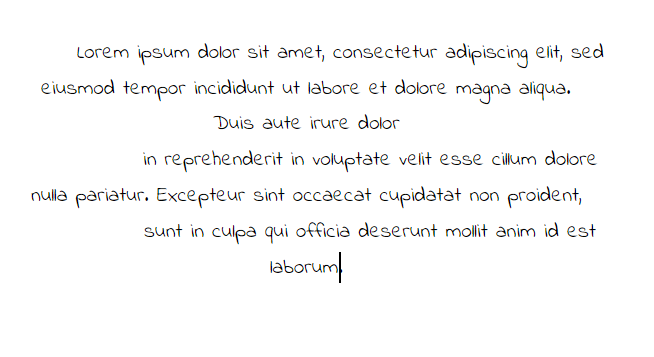 Lorem ipsum dolor sit amet, consectetur adipiscing elit, sed
eiusmod tempor incididunt ut labore et dolore magna aliqua.
Duis aute irure dolor
in reprehenderit in voluptate velit esse cillum dolore
nulla pariatur. Excepteur sint occaecat cupidatat non proident,
sunt in culpa qui officia deserunt mollit anim id est
laborum.